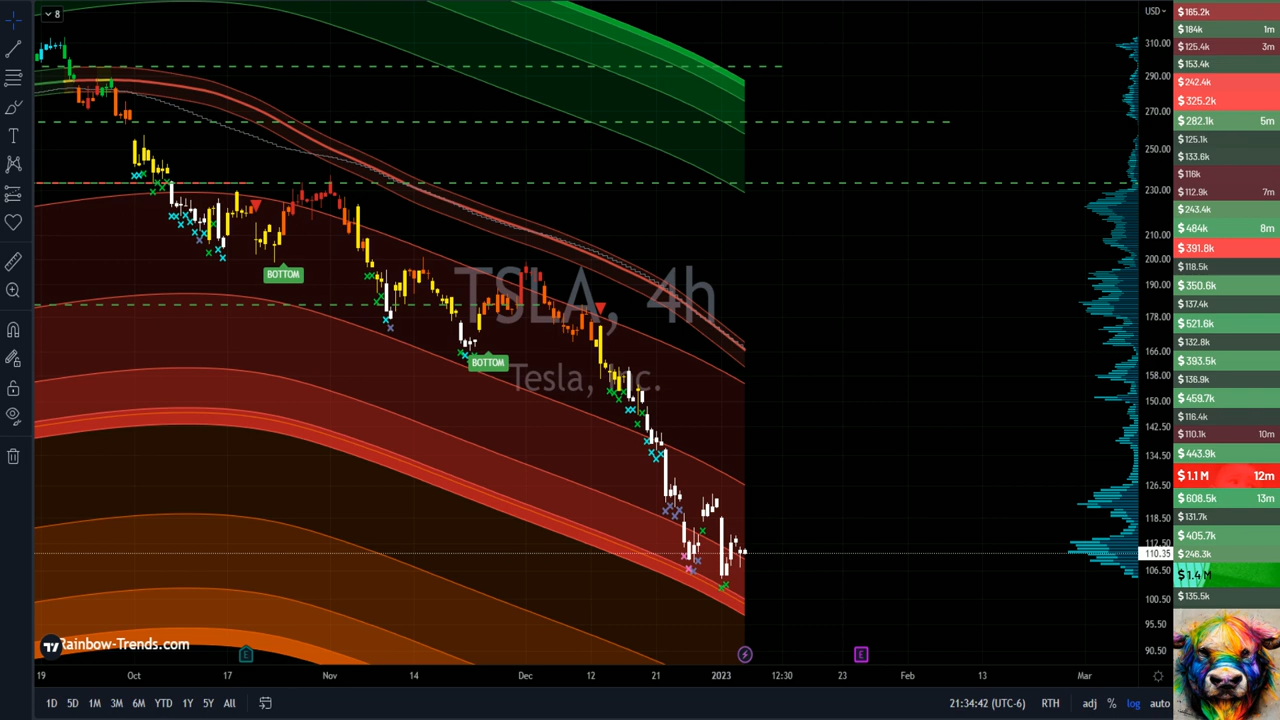 8
TSLA, 4h
Tesla, Inc.
BOTTOM
BOTTOM
Rainbow-Trends.com
E
E
19 Oct 17 Nov 14 Dec 12 21 2023 12:30 23 Feb 13 Mar
1D 5D 1M 3M 6M YTD 1Y 5Y All
21:34:42 (UTC-6) RTH adj % log auto
USD
310.00
290.00
270.00
250.00
230.00
210.00
200.00
190.00
178.00
166.00
158.00
150.00
142.50
134.50
126.50
118.50
112.50
110.35
106.50
100.50
95.50
90.50
$165.2k
$184k 1m
$125.4k 3m
$153.4k
$242.4k
$325.2k
$282.1k 5m
$125.1k
$133.6k
$116k
$112.9k 7m
$243.4k
$484k 8m
$391.8k
$118.5k
$350.6k
$137.4k
$521.6k
$132.8k
$393.5k
$136.9k
$459.7k
$116.4k
$110.1k 10m
$443.9k
$1.1 M 12m
$608.5k 13m
$131.7k
$405.7k
$246.3k
$1.4 M
$135.5k